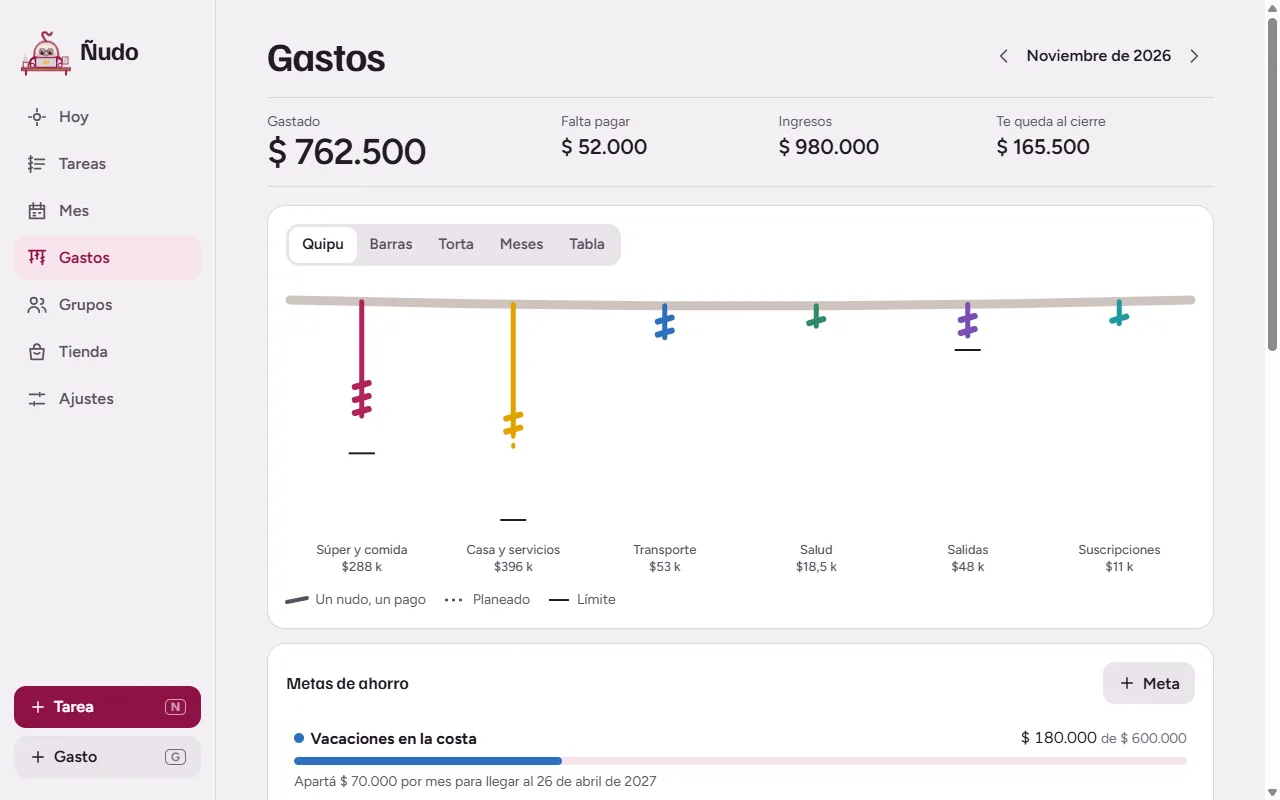 Ñudo
Hoy
Tareas
Mes
Gastos
Grupos
Tienda
Ajustes
+ Tarea N
+ Gasto G
Gastos
Noviembre de 2026
Gastado
$ 762.500
Falta pagar
$ 52.000
Ingresos
$ 980.000
Te queda al cierre
$ 165.500
Quipu Barras Torta Meses Tabla
Súper y comida
$288 k
Casa y servicios
$396 k
Transporte
$53 k
Salud
$18,5 k
Salidas
$48 k
Suscripciones
$11 k
Un nudo, un pago Planeado Límite
Metas de ahorro
+ Meta
Vacaciones en la costa
$ 180.000 de $ 600.000
Apartá $ 70.000 por mes para llegar al 26 de abril de 2027